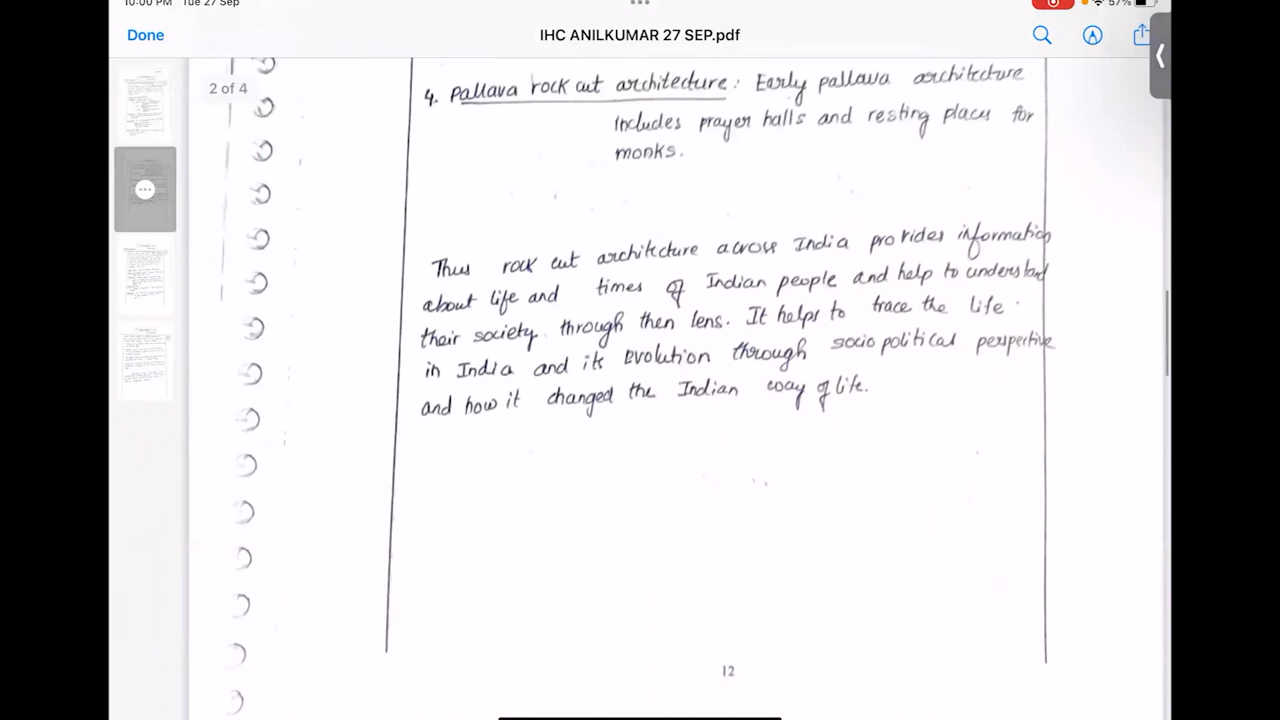 10:00 PM Tue 27 Sep
57%
Done
IHC ANILKUMAR 27 SEP.pdf
2 of 4
4. Pallava rock cut architecture : Early pallava architecture
includes prayer halls and resting places for
monks.
Thus rock cut architecture across India provides information
about life and times of Indian people and help to understand
their society through then lens. It helps to trace the life
in India and its Evolution through socio political perspective
and how it changed the Indian way of life.
12